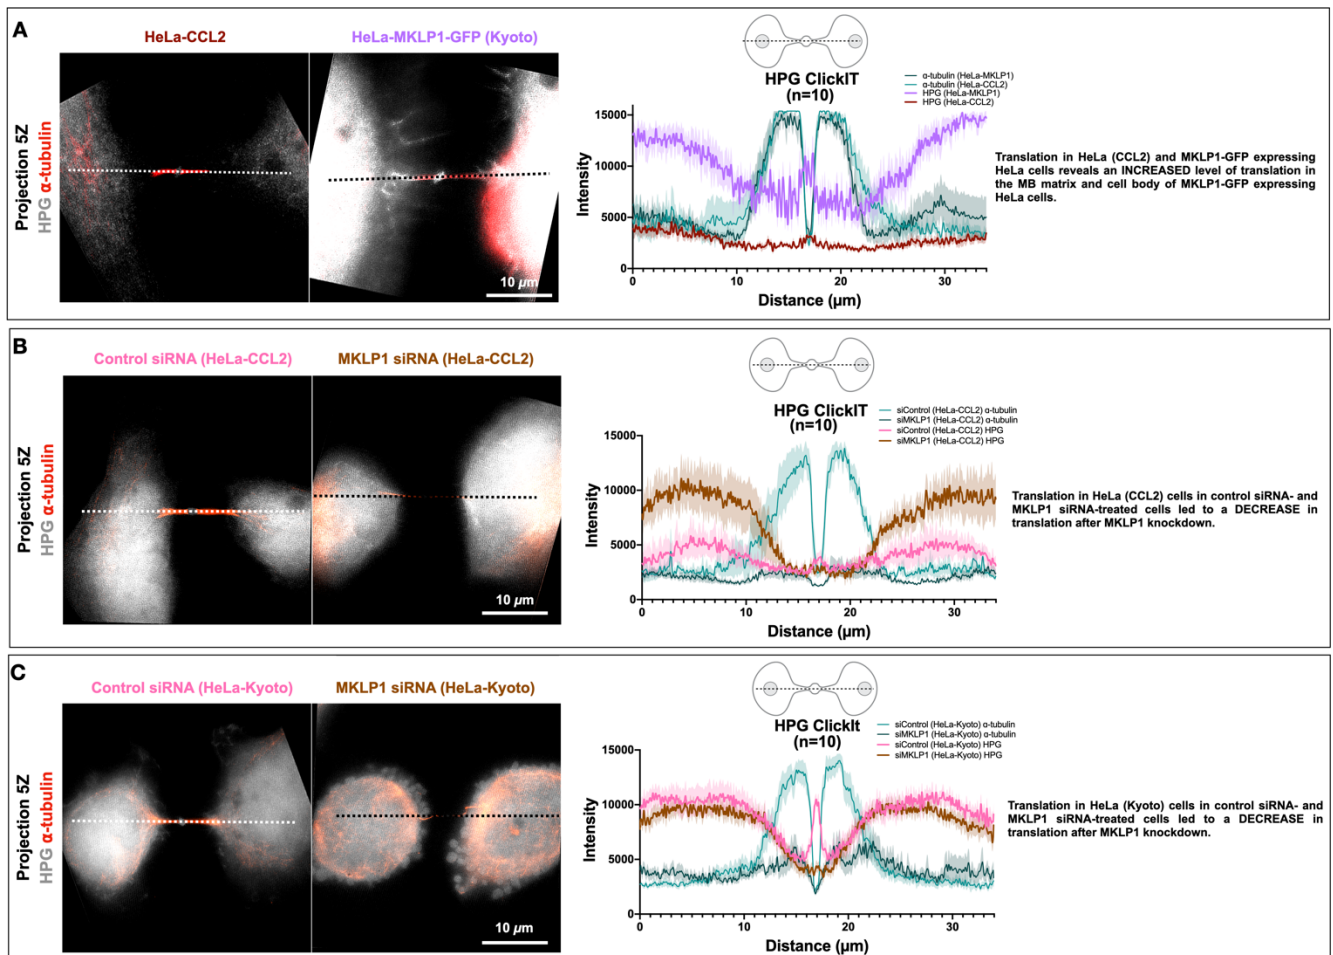 A
HeLa-CCL2
HeLa-MKLP1-GFP (Kyoto)
Projection 5Z
HPG α-tubulin
10 µm
HPG ClickIT
(n=10)
α-tubulin (HeLa-MKLP1)
α-tubulin (HeLa-CCL2)
HPG (HeLa-MKLP1)
HPG (HeLa-CCL2)
Intensity
15000
10000
5000
0
0
10
20
30
Distance (µm)
Translation in HeLa (CCL2) and MKLP1-GFP expressing
HeLa cells reveals an INCREASED level of translation in
the MB matrix and cell body of MKLP1-GFP expressing
HeLa cells.
B
Control siRNA (HeLa-CCL2)
MKLP1 siRNA (HeLa-CCL2)
Projection 5Z
HPG α-tubulin
10 µm
HPG ClickIT
(n=10)
siControl (HeLa-CCL2) α-tubulin
siMKLP1 (HeLa-CCL2) α-tubulin
siControl (HeLa-CCL2) HPG
siMKLP1 (HeLa-CCL2) HPG
Intensity
15000
10000
5000
0
0
10
20
30
Distance (µm)
Translation in HeLa (CCL2) cells in control siRNA- and
MKLP1 siRNA-treated cells led to a DECREASE in
translation after MKLP1 knockdown.
C
Control siRNA (HeLa-Kyoto)
MKLP1 siRNA (HeLa-Kyoto)
Projection 5Z
HPG α-tubulin
10 µm
HPG ClickIt
(n=10)
siControl (HeLa-Kyoto) α-tubulin
siMKLP1 (HeLa-Kyoto) α-tubulin
siControl (HeLa-Kyoto) HPG
siMKLP1 (HeLa-Kyoto) HPG
Intensity
15000
10000
5000
0
0
10
20
30
Distance (µm)
Translation in HeLa (Kyoto) cells in control siRNA- and
MKLP1 siRNA-treated cells led to a DECREASE in
translation after MKLP1 knockdown.